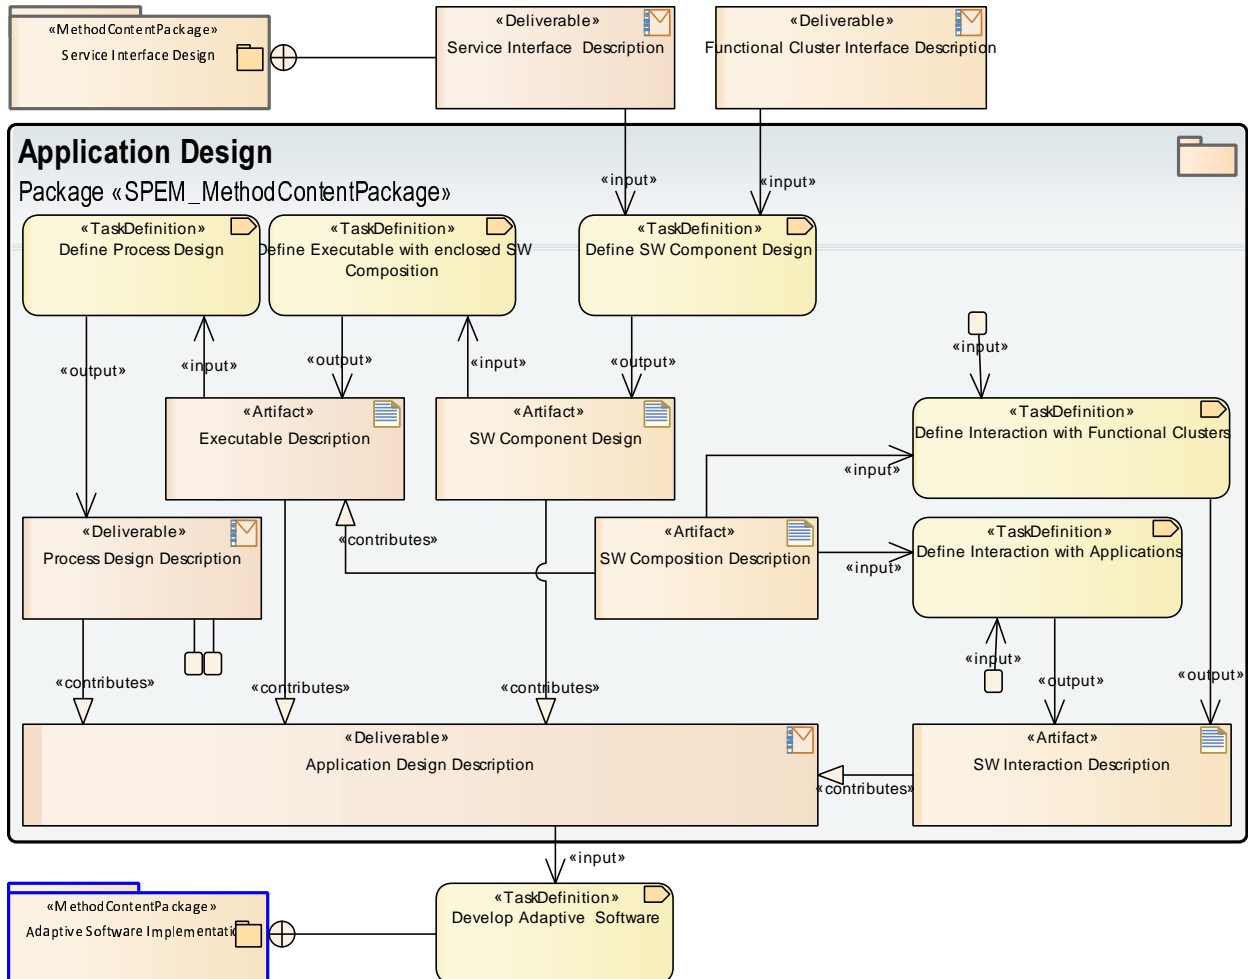 «MethodContentPackage»
Service Interface Design
«Deliverable»
Service Interface Description
«Deliverable»
Functional Cluster Interface Description
Application Design
Package «SPEM_MethodContentPackage»
«input»
«input»
«TaskDefinition»
Define Process Design
«TaskDefinition»
Define Executable with enclosed SW
Composition
«TaskDefinition»
Define SW Component Design
«output»
«input»
«output»
«input»
«output»
«input»
«Artifact»
Executable Description
«Artifact»
SW Component Design
«TaskDefinition»
Define Interaction with Functional Clusters
«input»
«Deliverable»
Process Design Description
«contributes»
«Artifact»
SW Composition Description
«input»
«TaskDefinition»
Define Interaction with Applications
«contributes»
«contributes»
«contributes»
«input»
«output»
«output»
«Deliverable»
Application Design Description
«contributes»
«Artifact»
SW Interaction Description
«input»
«MethodContentPackage»
Adaptive Software Implementatio
«TaskDefinition»
Develop Adaptive Software